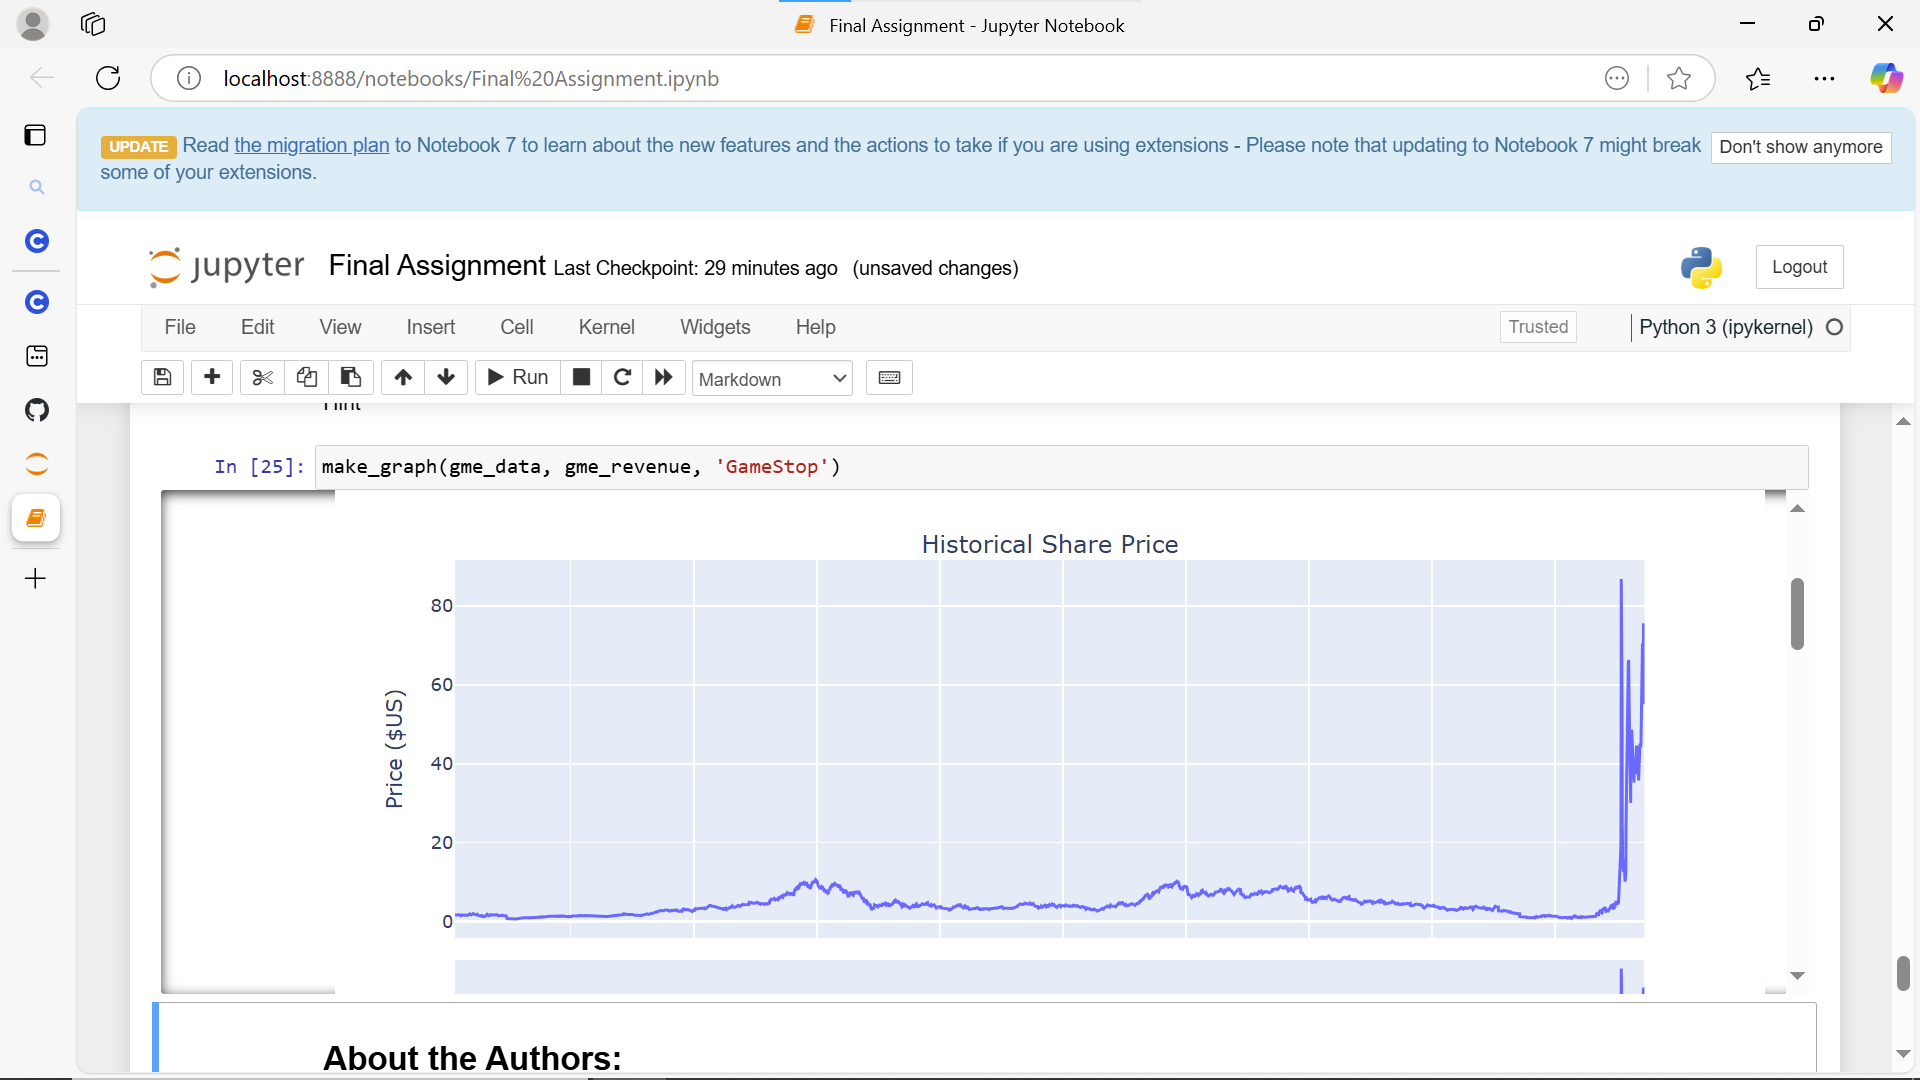 Final Assignment - Jupyter Notebook
localhost:8888/notebooks/Final%20Assignment.ipynb
UPDATE Read the migration plan to Notebook 7 to learn about the new features and the actions to take if you are using extensions - Please note that updating to Notebook 7 might break
some of your extensions.
Don't show anymore
jupyter Final Assignment Last Checkpoint: 29 minutes ago (unsaved changes)
Logout
File Edit View Insert Cell Kernel Widgets Help
Trusted
Python 3 (ipykernel)
Run
Markdown
Hint
In [25]: make_graph(gme_data, gme_revenue, 'GameStop')
Historical Share Price
80
60
40
20
0
Price ($US)
About the Authors: